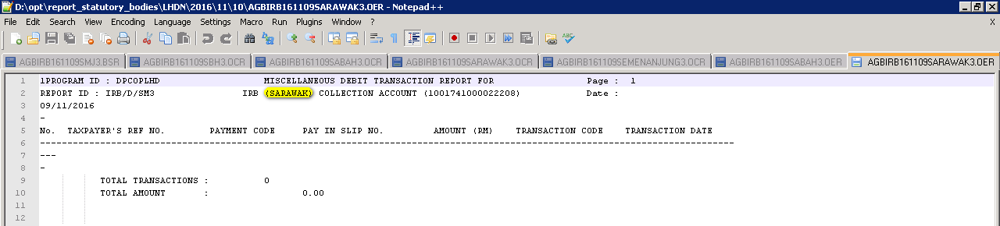 D:\opt\report_statutory_bodies\LHDN\2016\11\10\AGBIRB161109SARAWAK3.OER - Notepad++
File Edit Search View Encoding Language Settings Macro Run Plugins Window ? X
AGBIRB161109SMJ3.BSR AGBIRB161109SBH3.OCR AGBIRB161109SABAH3.OCR AGBIRB161109SARAWAK3.OCR AGBIRB161109SEMENANJUNG3.OCR AGBIRB161109SABAH3.OER AGBIRB161109SARAWAK3.OER
1 1PROGRAM ID : DPCOPLHD MISCELLANEOUS DEBIT TRANSACTION REPORT FOR Page : 1
2 REPORT ID : IRB/D/SM3 IRB (SARAWAK) COLLECTION ACCOUNT (1001741000022208) Date :
3 09/11/2016
4 -
5 No. TAXPAYER'S REF NO. PAYMENT CODE PAY IN SLIP NO. AMOUNT (RM) TRANSACTION CODE TRANSACTION DATE
6 -------------------------------------------------------------------------------------------------------------------------------
7 ---
8 -
9 TOTAL TRANSACTIONS : 0
10 TOTAL AMOUNT : 0.00
11
12